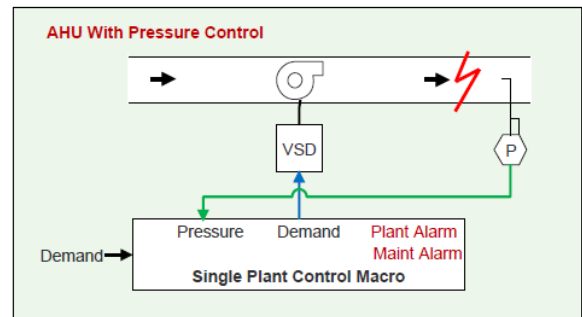 AHU With Pressure Control
VSD
P
Pressure Demand Plant Alarm
Demand Maint Alarm
Single Plant Control Macro